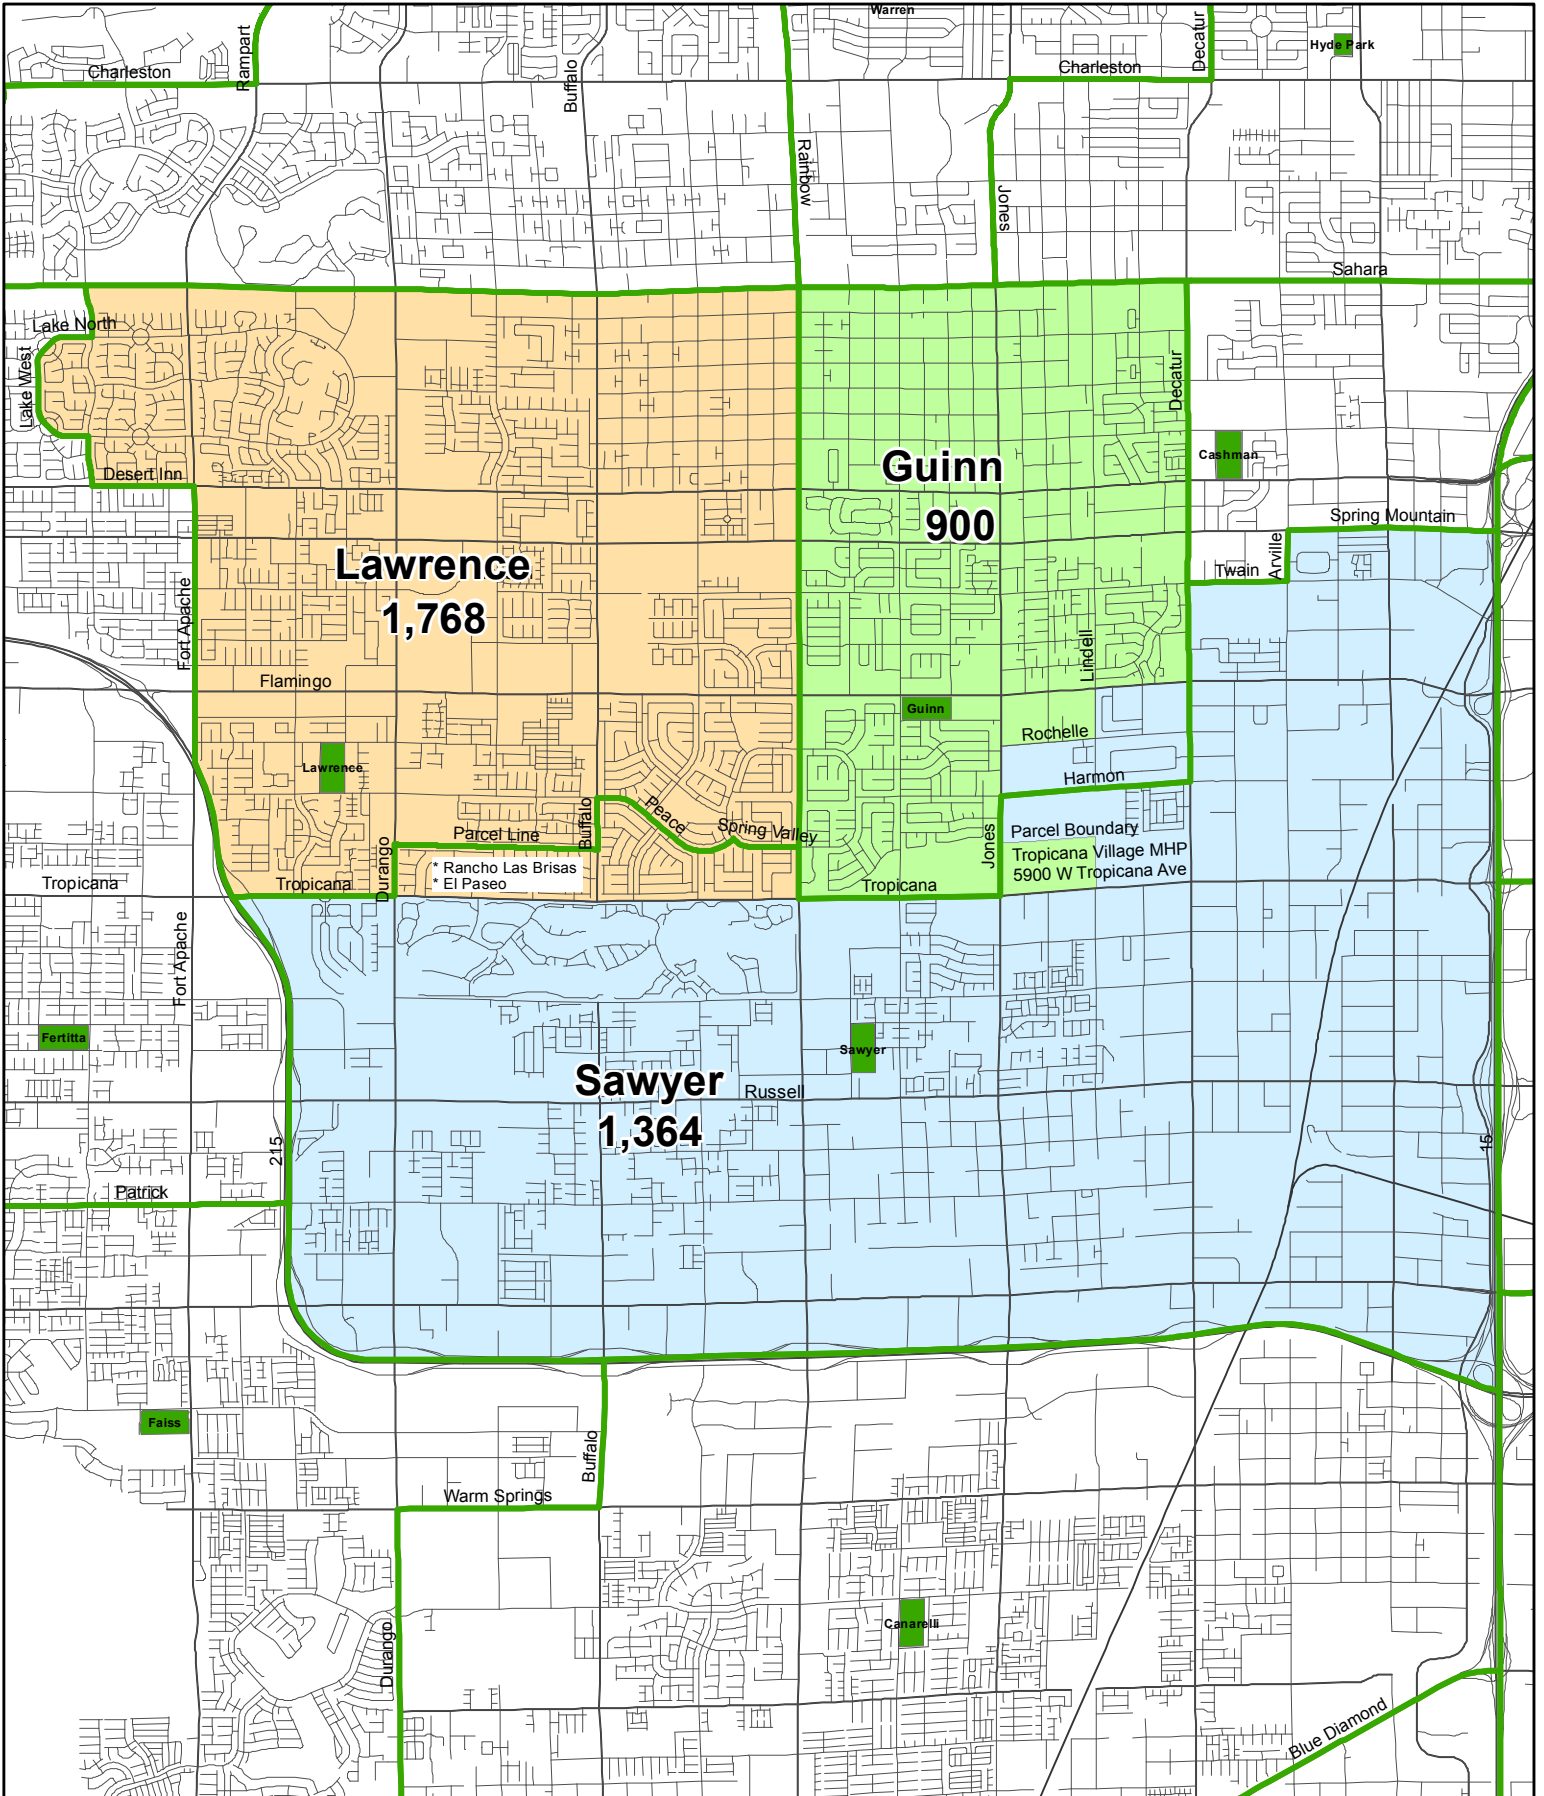 Warren
Decatur
Hyde Park
Rampart
Charleston
Buffalo
Charleston
Rainbow
Jones
Sahara
Lake North
Lake West
Decatur
Desert Inn
Guinn
900
Cashman
Spring Mountain
Arville
Twain
Lawrence
1,768
Fort Apache
Lindell
Flamingo
Guinn
Rochelle
Lawrence
Harmon
Buffalo
Peace
Spring Valley
Parcel Line
Jones
Parcel Boundary
Tropicana Village MHP
5900 W Tropicana Ave
Durango
* Rancho Las Brisas
* El Paseo
Tropicana
Tropicana
Tropicana
Fort Apache
Fertitta
Sawyer
Sawyer
1,364
Russell
215
15
Patrick
Faiss
Buffalo
Warm Springs
Canarelli
Durango
Blue Diamond